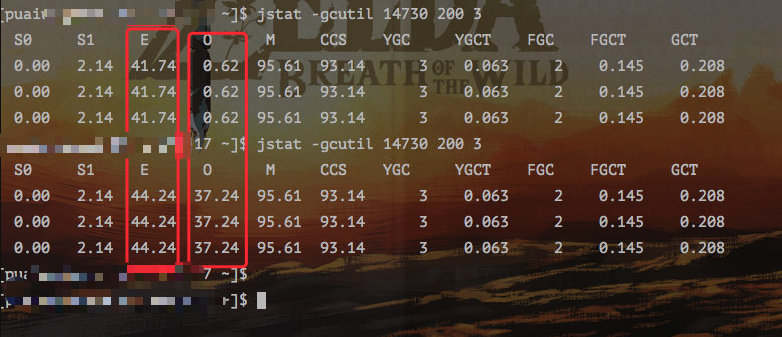 [puai ~]$ jstat -gcutil 14730 200 3
S0 S1 E O M CCS YGC YGCT FGC FGCT GCT
0.00 2.14 41.74 0.62 95.61 93.14 3 0.063 2 0.145 0.208
0.00 2.14 41.74 0.62 95.61 93.14 3 0.063 2 0.145 0.208
0.00 2.14 41.74 0.62 95.61 93.14 3 0.063 2 0.145 0.208
17 ~]$ jstat -gcutil 14730 200 3
S0 S1 E O M CCS YGC YGCT FGC FGCT GCT
0.00 2.14 44.24 37.24 95.61 93.14 3 0.063 2 0.145 0.208
0.00 2.14 44.24 37.24 95.61 93.14 3 0.063 2 0.145 0.208
0.00 2.14 44.24 37.24 95.61 93.14 3 0.063 2 0.145 0.208
[pua 7 ~]$
[p r]$
ZELDA
BREATH OF THE WILD